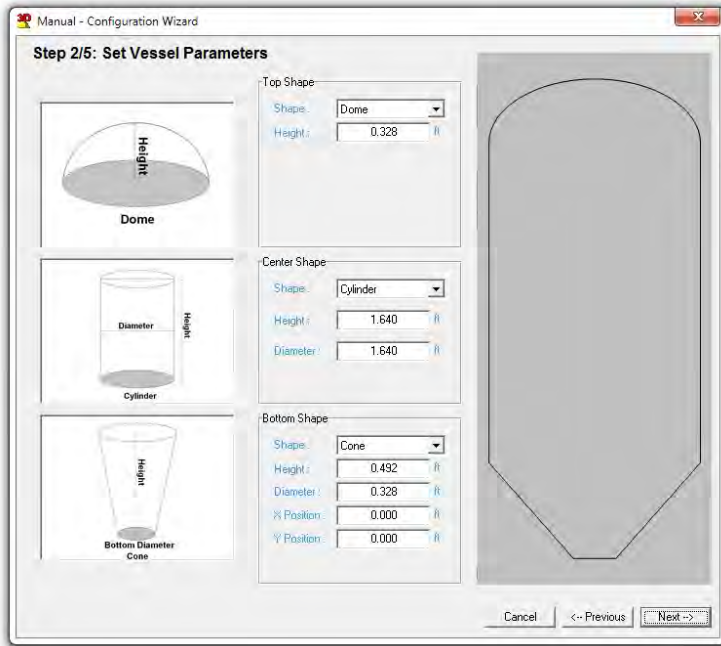 3D
Manual - Configuration Wizard
Step 2/5: Set Vessel Parameters
Height
Dome
Top Shape
Shape: Dome
Height: 0.328 ft
Diameter
Height
Cylinder
Center Shape
Shape: Cylinder
Height: 1.640 ft
Diameter: 1.640 ft
Height
Bottom Diameter
Cone
Bottom Shape
Shape: Cone
Height: 0.492 ft
Diameter: 0.328 ft
X Position: 0.000 ft
Y Position: 0.000 ft
Cancel
<-- Previous
Next -->